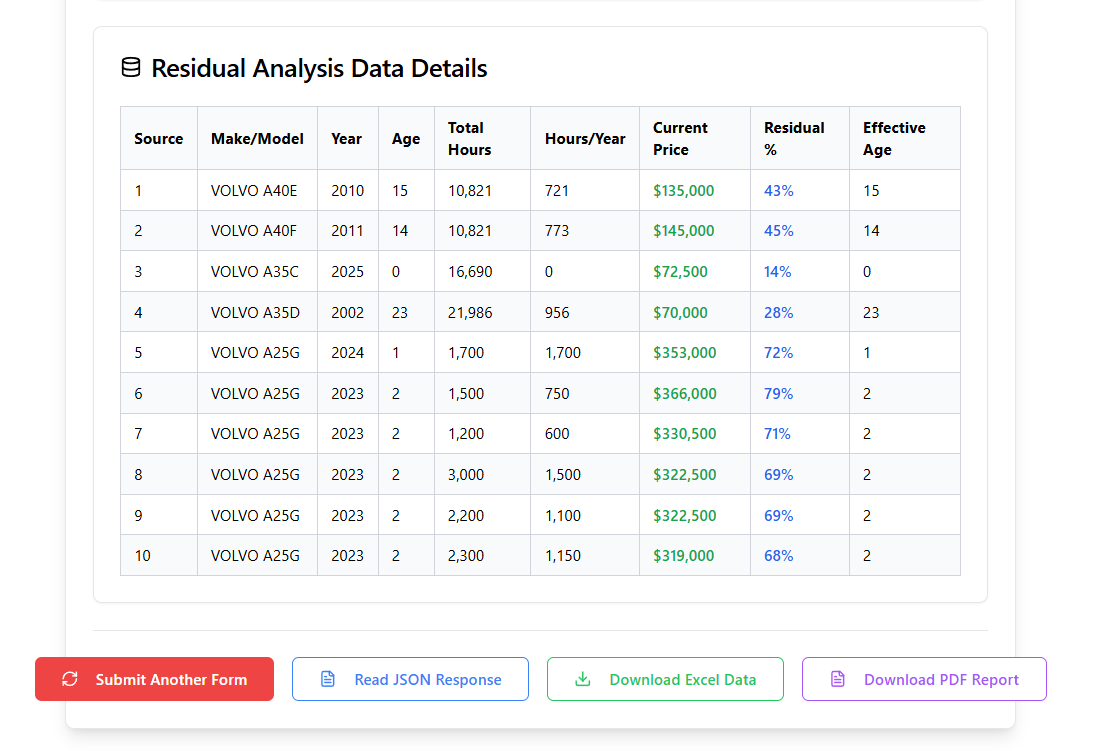 Residual Analysis Data Details
Source Make/Model Year Age Total Hours Hours/Year Current Price Residual % Effective Age
1 VOLVO A40E 2010 15 10,821 721 $135,000 43% 15
2 VOLVO A40F 2011 14 10,821 773 $145,000 45% 14
3 VOLVO A35C 2025 0 16,690 0 $72,500 14% 0
4 VOLVO A35D 2002 23 21,986 956 $70,000 28% 23
5 VOLVO A25G 2024 1 1,700 1,700 $353,000 72% 1
6 VOLVO A25G 2023 2 1,500 750 $366,000 79% 2
7 VOLVO A25G 2023 2 1,200 600 $330,500 71% 2
8 VOLVO A25G 2023 2 3,000 1,500 $322,500 69% 2
9 VOLVO A25G 2023 2 2,200 1,100 $322,500 69% 2
10 VOLVO A25G 2023 2 2,300 1,150 $319,000 68% 2
Submit Another Form Read JSON Response Download Excel Data Download PDF Report